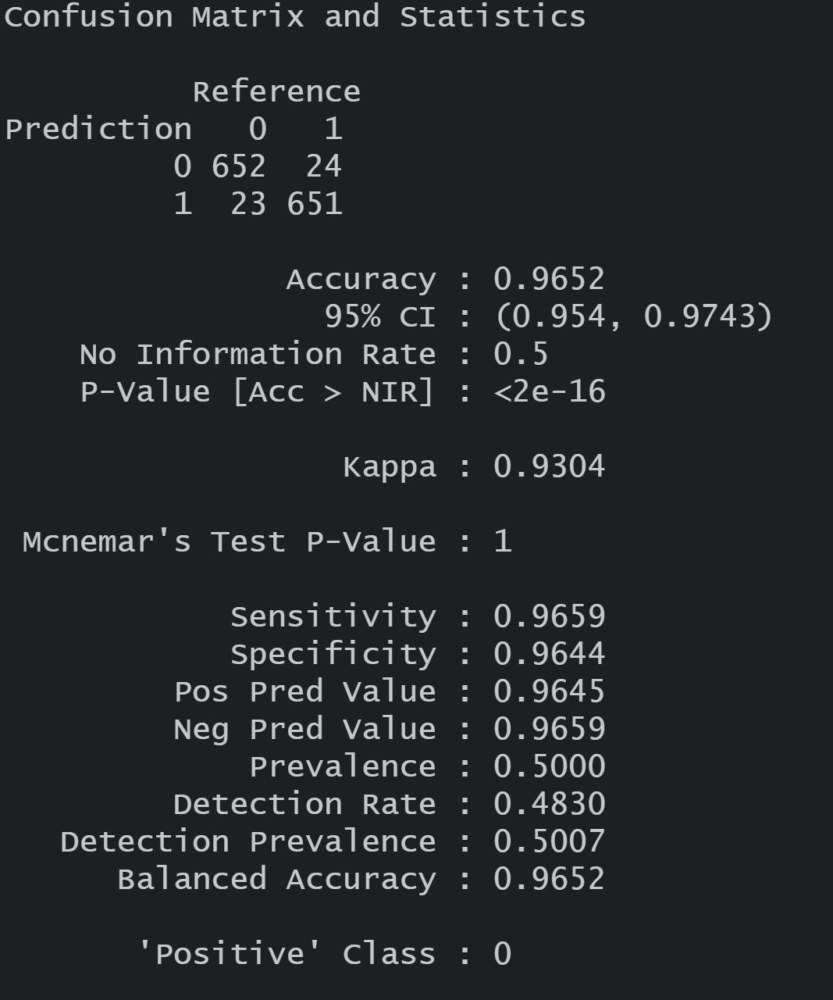 Confusion Matrix and Statistics
Reference
Prediction 0 1
0 652 24
1 23 651
Accuracy : 0.9652
95% CI : (0.954, 0.9743)
No Information Rate : 0.5
P-Value [Acc > NIR] : <2e-16
Kappa : 0.9304
Mcnemar's Test P-Value : 1
Sensitivity : 0.9659
Specificity : 0.9644
Pos Pred Value : 0.9645
Neg Pred Value : 0.9659
Prevalence : 0.5000
Detection Rate : 0.4830
Detection Prevalence : 0.5007
Balanced Accuracy : 0.9652
'Positive' Class : 0